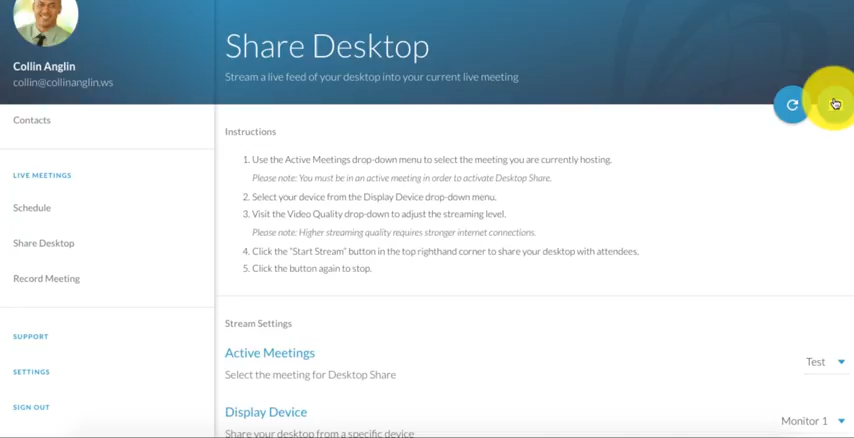 Collin Anglin
collin@collinanglin.ws
Contacts
LIVE MEETINGS
Schedule
Share Desktop
Record Meeting
SUPPORT
SETTINGS
SIGN OUT
Share Desktop
Stream a live feed of your desktop into your current live meeting
Instructions
1. Use the Active Meetings drop-down menu to select the meeting you are currently hosting.
Please note: You must be in an active meeting in order to activate Desktop Share.
2. Select your device from the Display Device drop-down menu.
3. Visit the Video Quality drop-down to adjust the streaming level.
Please note: Higher streaming quality requires stronger internet connections.
4. Click the "Start Stream" button in the top righthand corner to share your desktop with attendees.
5. Click the button again to stop.
Stream Settings
Active Meetings
Select the meeting for Desktop Share
Test
Display Device
Share your desktop from a specific device
Monitor 1